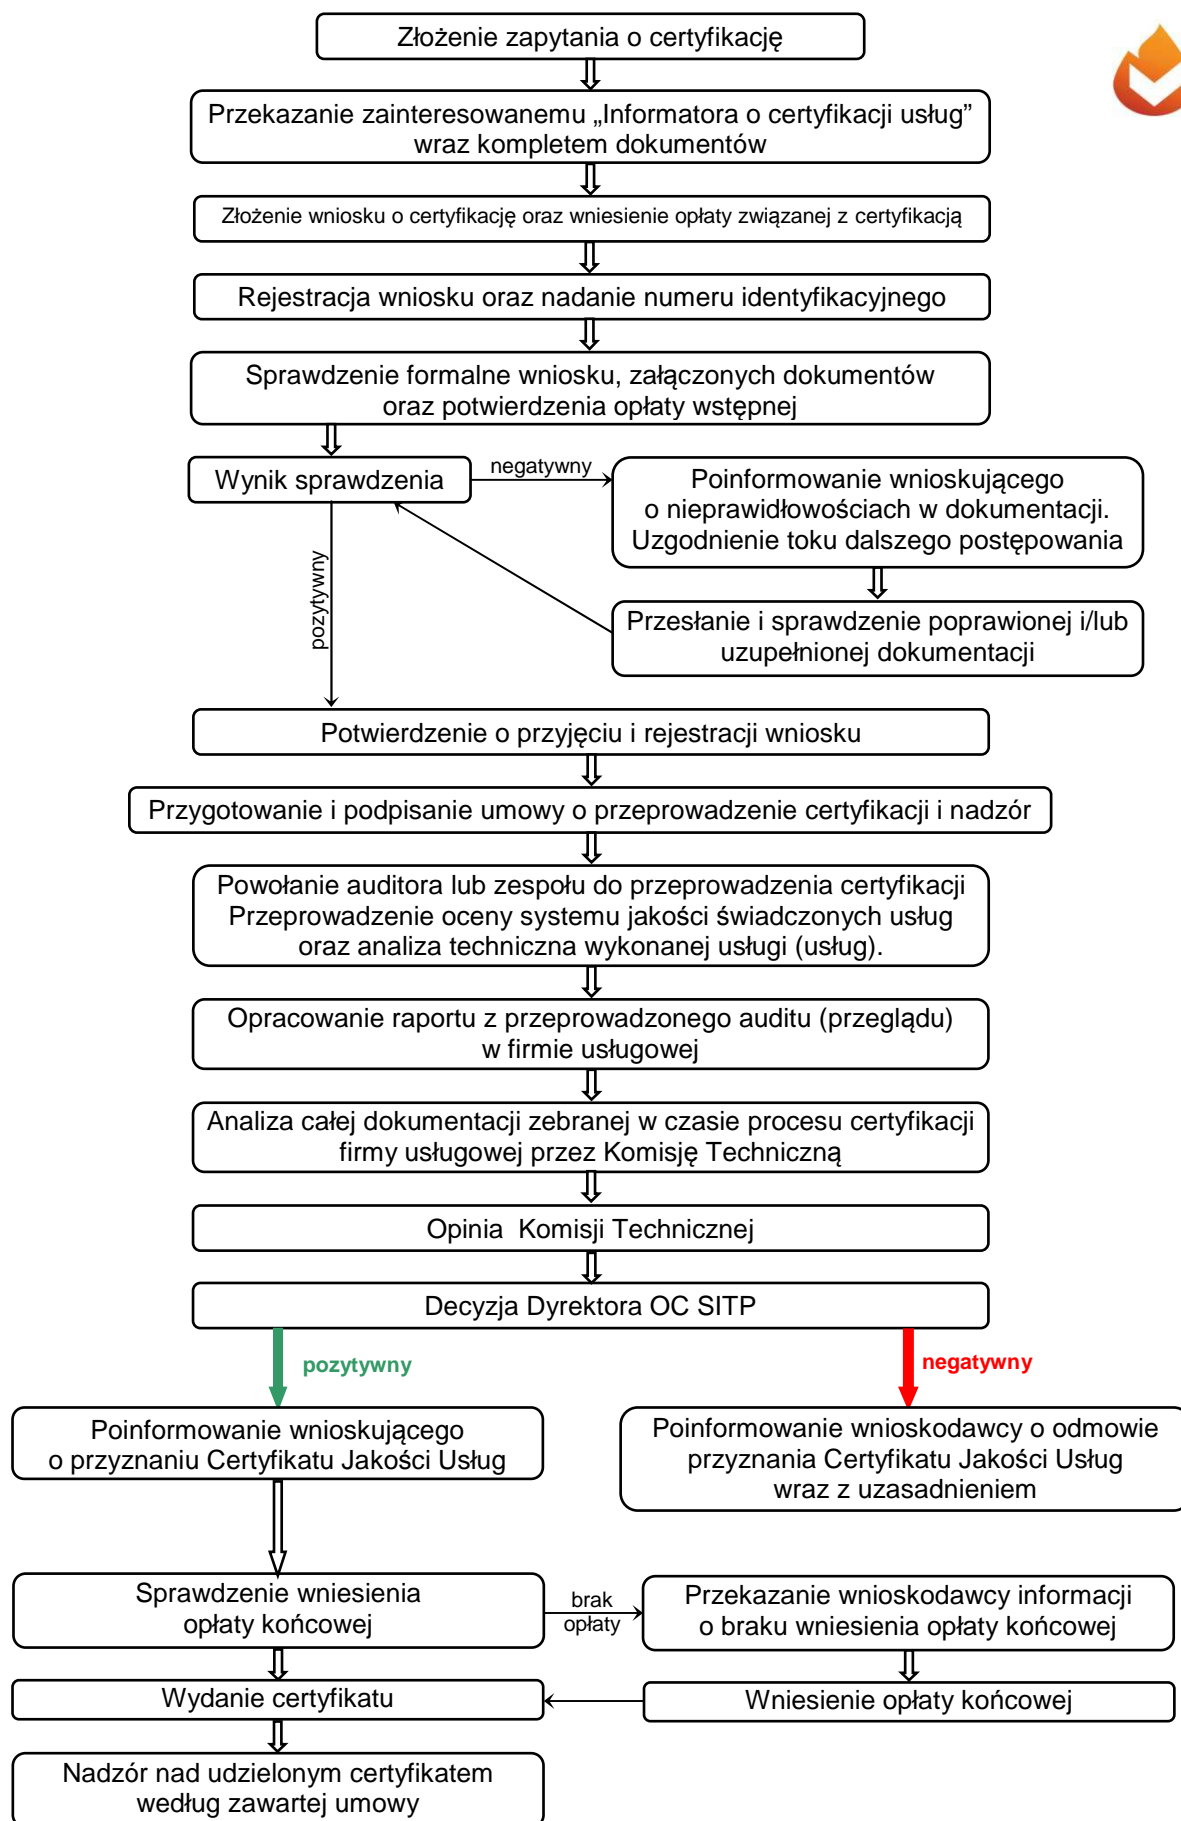 Złożenie zapytania o certyfikację
Przekazanie zainteresowanemu „Informatora o certyfikacji usług”
wraz kompletem dokumentów
Złożenie wniosku o certyfikację oraz wniesienie opłaty związanej z certyfikacją
Rejestracja wniosku oraz nadanie numeru identyfikacyjnego
Sprawdzenie formalne wniosku, załączonych dokumentów
oraz potwierdzenia opłaty wstępnej
Wynik sprawdzenia
negatywny
Poinformowanie wnioskującego
o nieprawidłowościach w dokumentacji.
Uzgodnienie toku dalszego postępowania
pozytywny
Przesłanie i sprawdzenie poprawionej i/lub
uzupełnionej dokumentacji
Potwierdzenie o przyjęciu i rejestracji wniosku
Przygotowanie i podpisanie umowy o przeprowadzenie certyfikacji i nadzór
Powołanie auditora lub zespołu do przeprowadzenia certyfikacji
Przeprowadzenie oceny systemu jakości świadczonych usług
oraz analiza techniczna wykonanej usługi (usług).
Opracowanie raportu z przeprowadzonego auditu (przeglądu)
w firmie usługowej
Analiza całej dokumentacji zebranej w czasie procesu certyfikacji
firmy usługowej przez Komisję Techniczną
Opinia  Komisji Technicznej
Decyzja Dyrektora OC SITP
pozytywny
negatywny
Poinformowanie wnioskującego
o przyznaniu Certyfikatu Jakości Usług
Poinformowanie wnioskodawcy o odmowie
przyznania Certyfikatu Jakości Usług
wraz z uzasadnieniem
Sprawdzenie wniesienia
opłaty końcowej
brak
opłaty
Przekazanie wnioskodawcy informacji
o braku wniesienia opłaty końcowej
Wydanie certyfikatu
Wniesienie opłaty końcowej
Nadzór nad udzielonym certyfikatem
według zawartej umowy